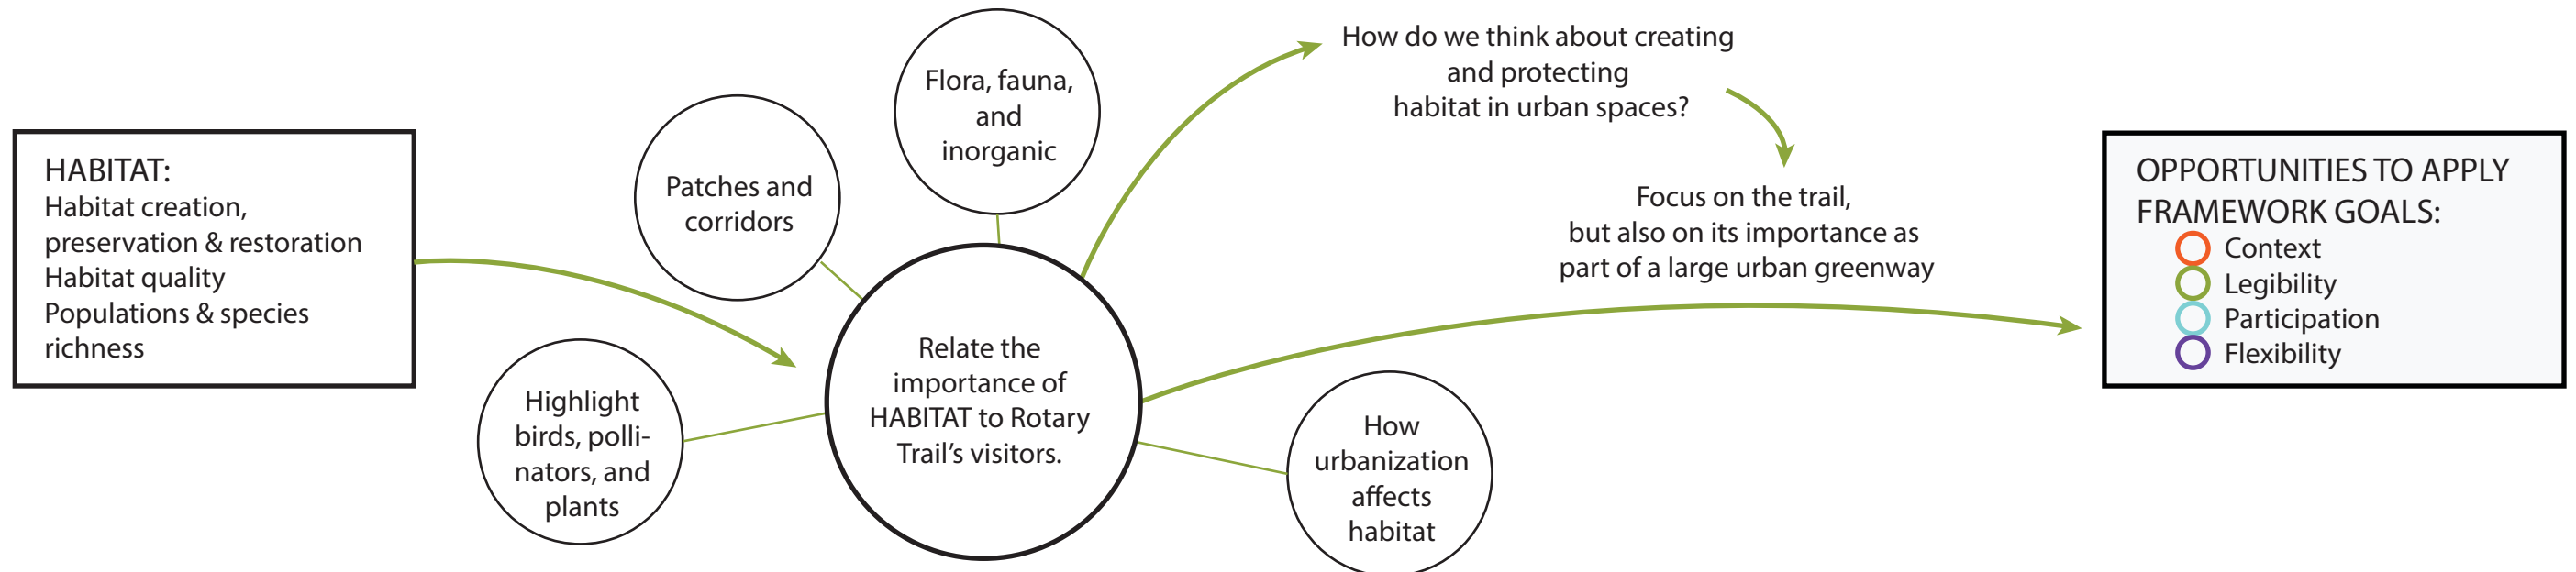 HABITAT:
Habitat creation,
preservation & restoration
Habitat quality
Populations & species
richness
Patches and
corridors
Flora, fauna,
and
inorganic
Highlight
birds, polli-
nators, and
plants
Relate the
importance of
HABITAT to Rotary
Trail’s visitors.
How
urbanization
affects
habitat
How do we think about creating
and protecting
habitat in urban spaces?
Focus on the trail,
but also on its importance as
part of a large urban greenway
OPPORTUNITIES TO APPLY
FRAMEWORK GOALS:
Context
Legibility
Participation
Flexibility